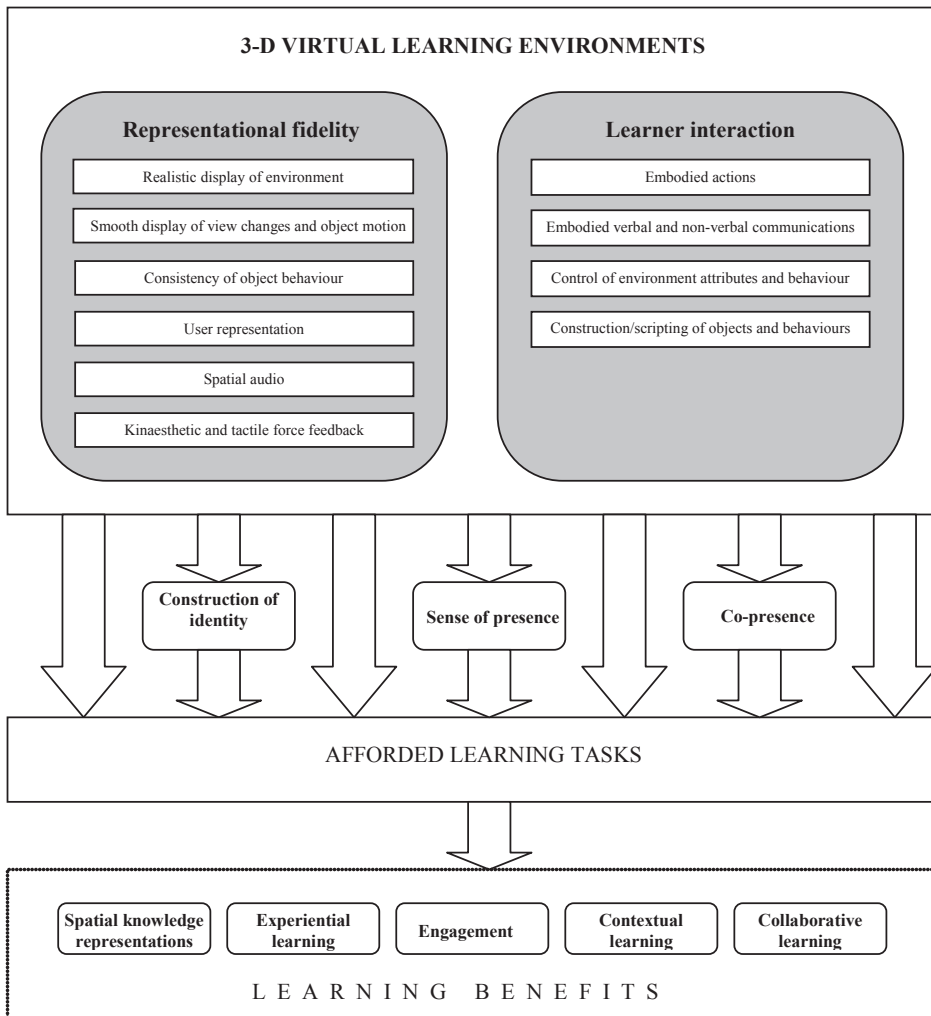 3-D VIRTUAL LEARNING ENVIRONMENTS
Representational fidelity
Realistic display of environment
Smooth display of view changes and object motion
Consistency of object behaviour
User representation
Spatial audio
Kinaesthetic and tactile force feedback
Learner interaction
Embodied actions
Embodied verbal and non-verbal communications
Control of environment attributes and behaviour
Construction/scripting of objects and behaviours
Construction of
identity
Sense of presence
Co-presence
AFFORDED LEARNING TASKS
Spatial knowledge
representations
Experiential
learning
Engagement
Contextual
learning
Collaborative
learning
LEARNING BENEFITS